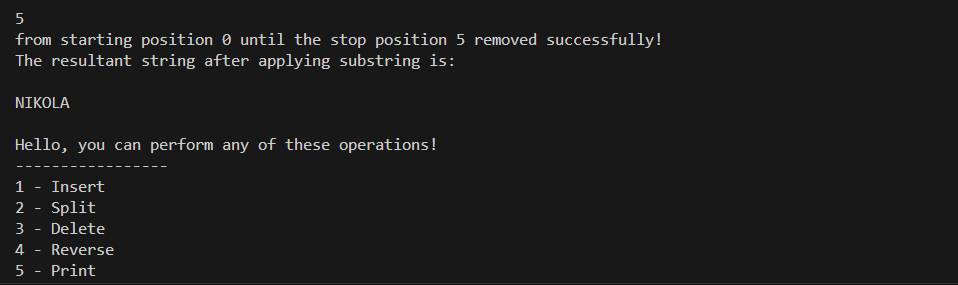 5
from starting position 0 until the stop position 5 removed successfully!
The resultant string after applying substring is:
NIKOLA
Hello, you can perform any of these operations!
-----------------
1 - Insert
2 - Split
3 - Delete
4 - Reverse
5 - Print